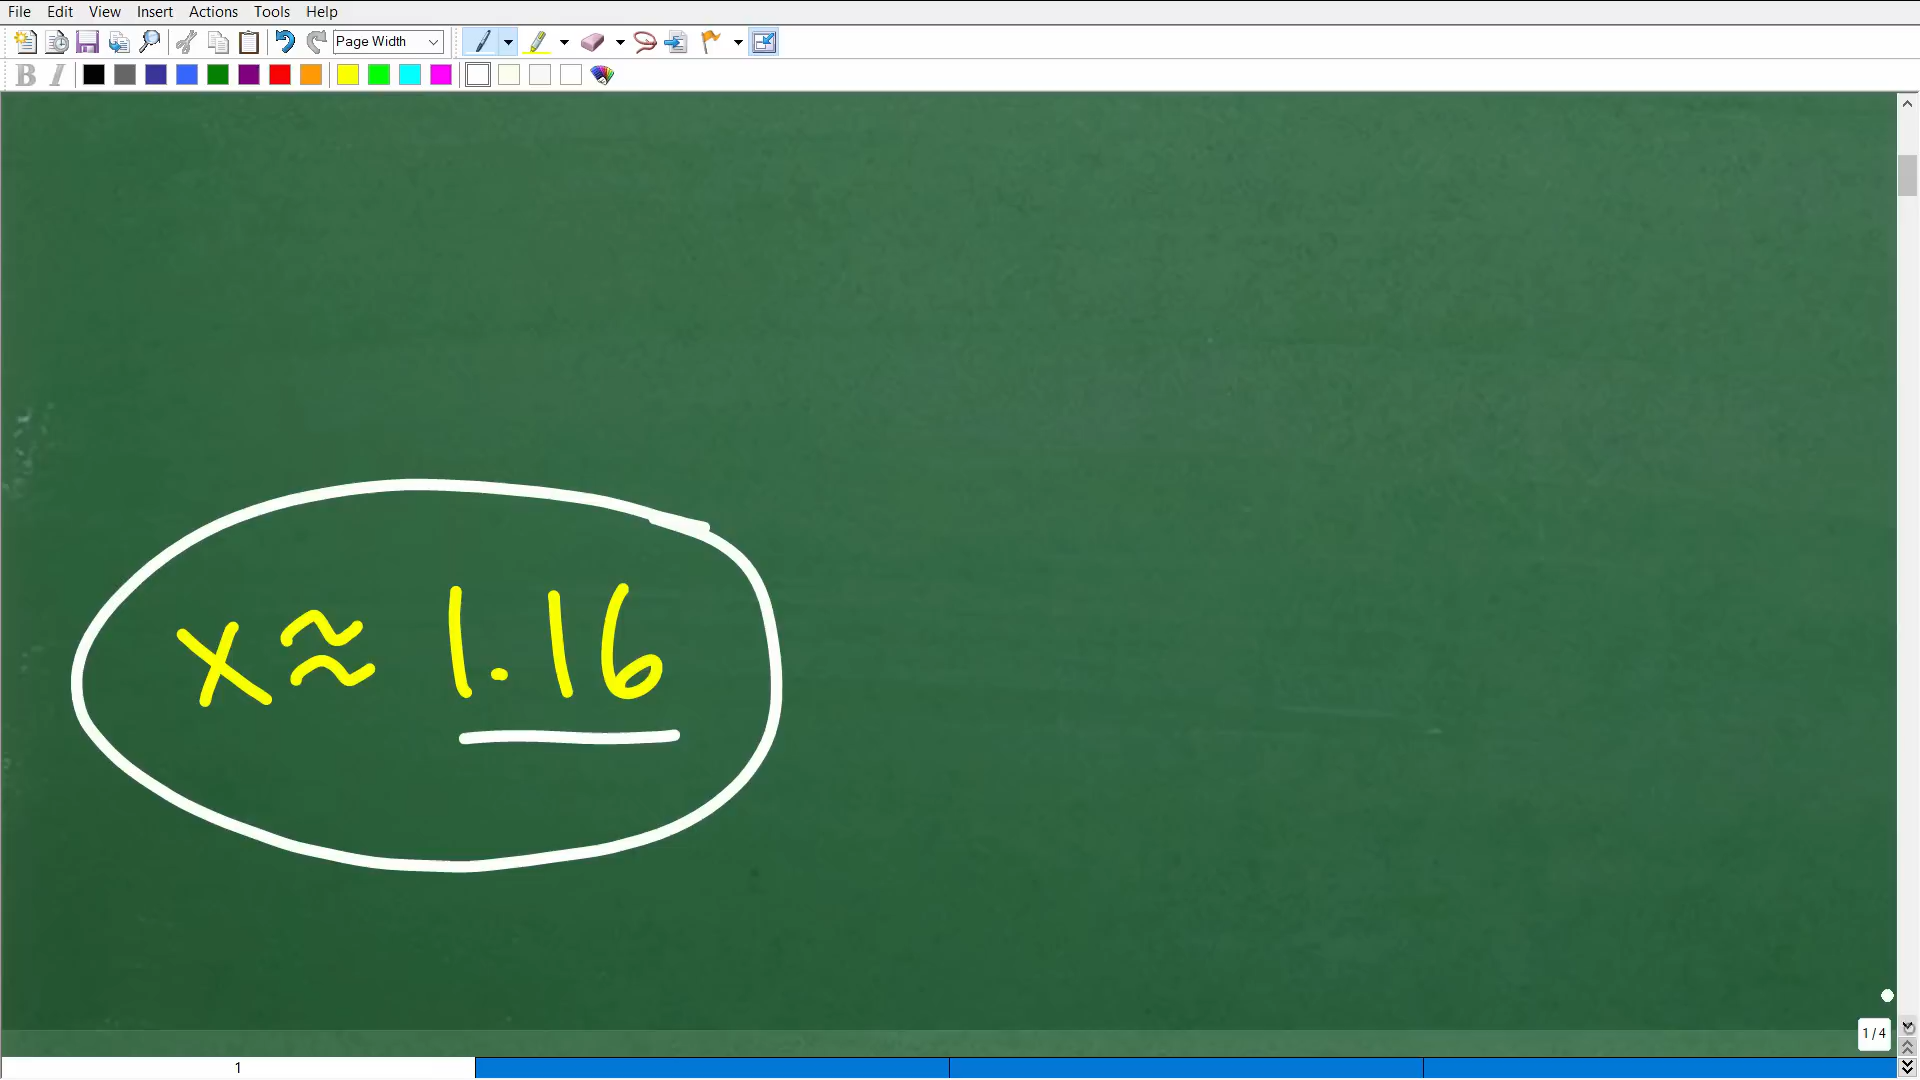 File Edit View Insert Actions Tools Help
Page Width
B I
x ≈ 1.16
1 / 4
1